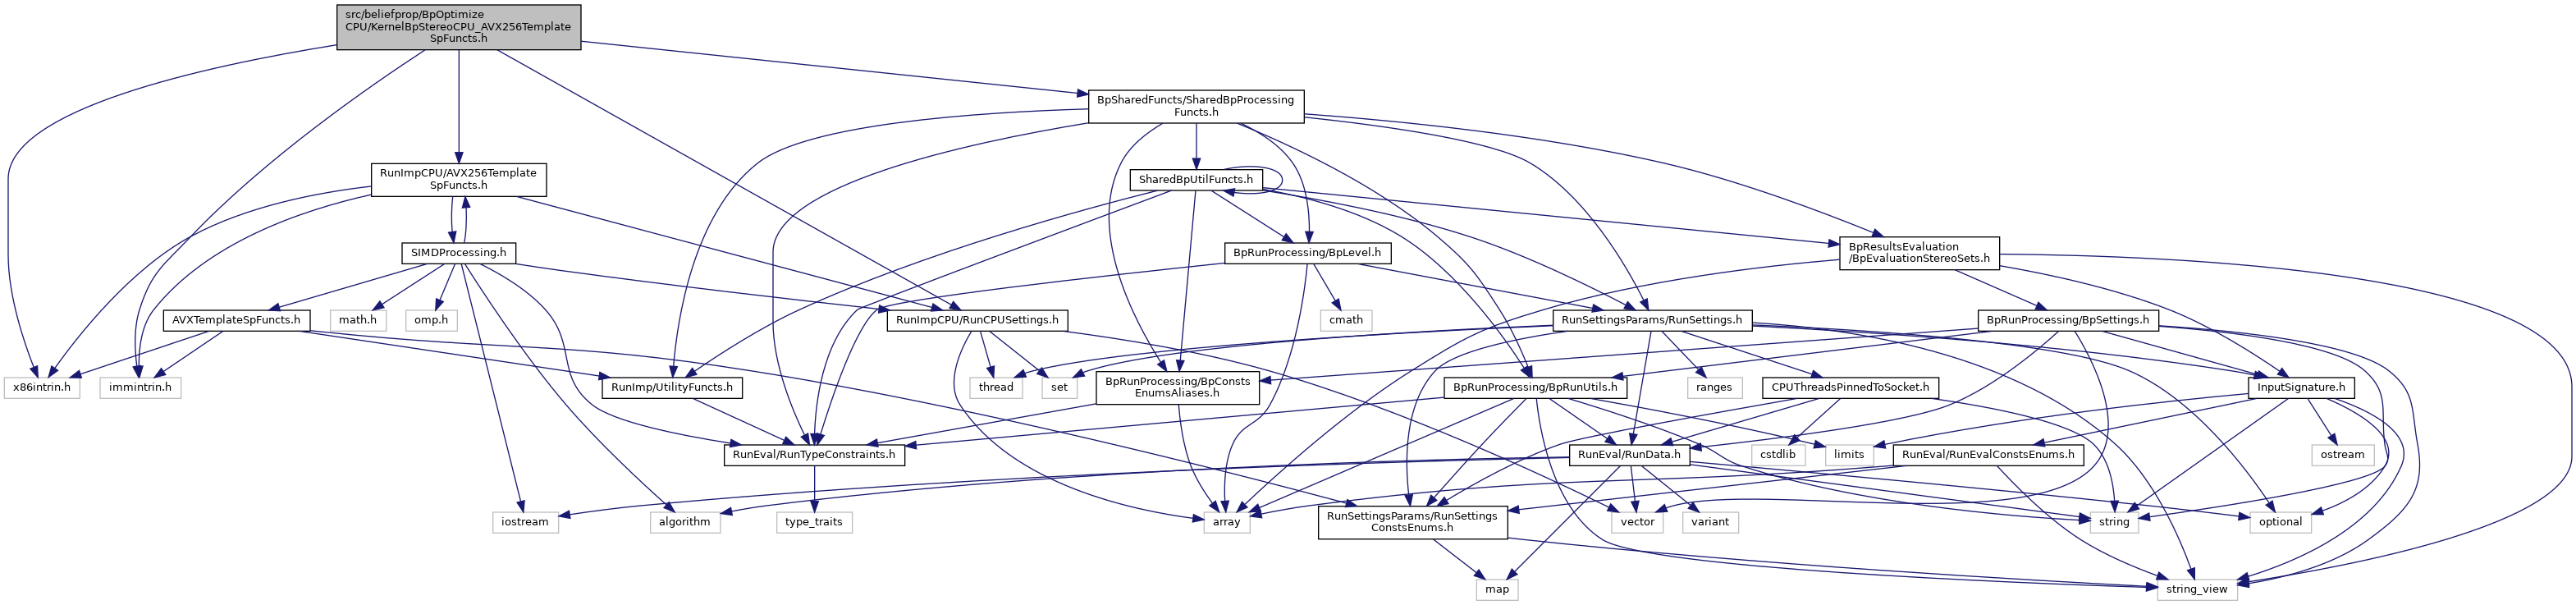 src/beliefprop/BpOptimize
CPU/KernelBpStereoCPU_AVX256Template
SpFuncts.h
BpSharedFuncts/SharedBpProcessing
Functs.h
RunImpCPU/AVX256Template
SpFuncts.h
SharedBpUtilFuncts.h
SIMDProcessing.h
BpRunProcessing/BpLevel.h
BpResultsEvaluation
/BpEvaluationStereoSets.h
AVXTemplateSpFuncts.h
math.h
omp.h
RunImpCPU/RunCPUSettings.h
cmath
RunSettingsParams/RunSettings.h
BpRunProcessing/BpSettings.h
x86intrin.h
immintrin.h
RunImp/UtilityFuncts.h
thread
set
BpRunProcessing/BpConsts
EnumsAliases.h
BpRunProcessing/BpRunUtils.h
ranges
CPUThreadsPinnedToSocket.h
InputSignature.h
RunEval/RunTypeConstraints.h
RunEval/RunData.h
cstdlib
limits
RunEval/RunEvalConstsEnums.h
ostream
iostream
algorithm
type_traits
array
RunSettingsParams/RunSettings
ConstsEnums.h
vector
variant
string
optional
map
string_view